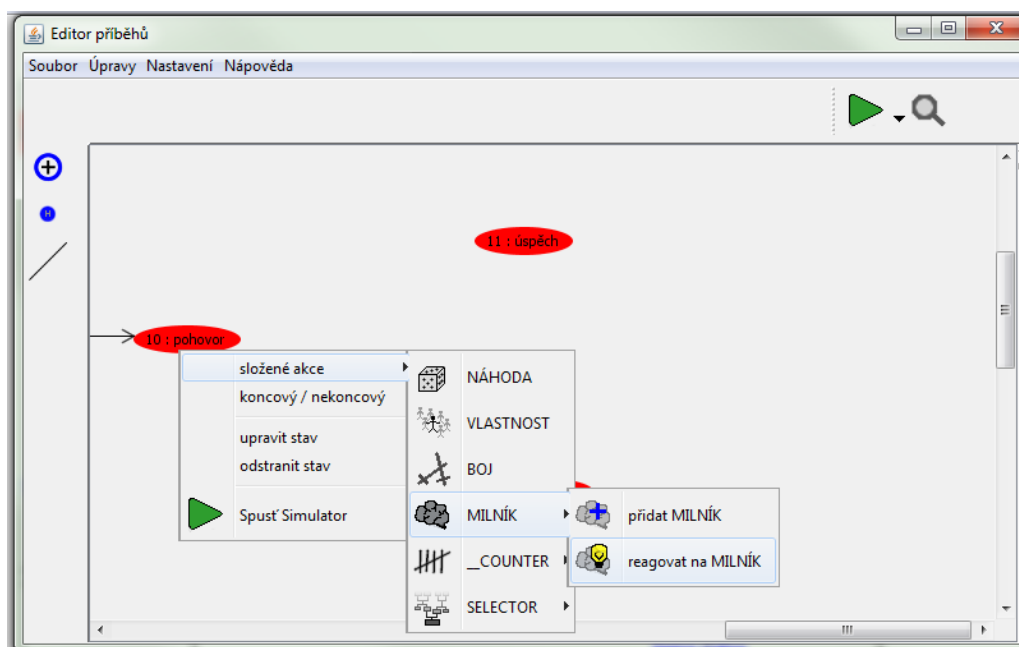 Editor příběhů
Soubor Úpravy Nastavení Nápověda
H
11 : úspěch
10 : pohovor
složené akce
koncový / nekoncový
upravit stav
odstranit stav
Spusť Simulator
NÁHODA
VLASTNOST
BOJ
MILNÍK
__COUNTER
SELECTOR
přidat MILNÍK
reagovat na MILNÍK